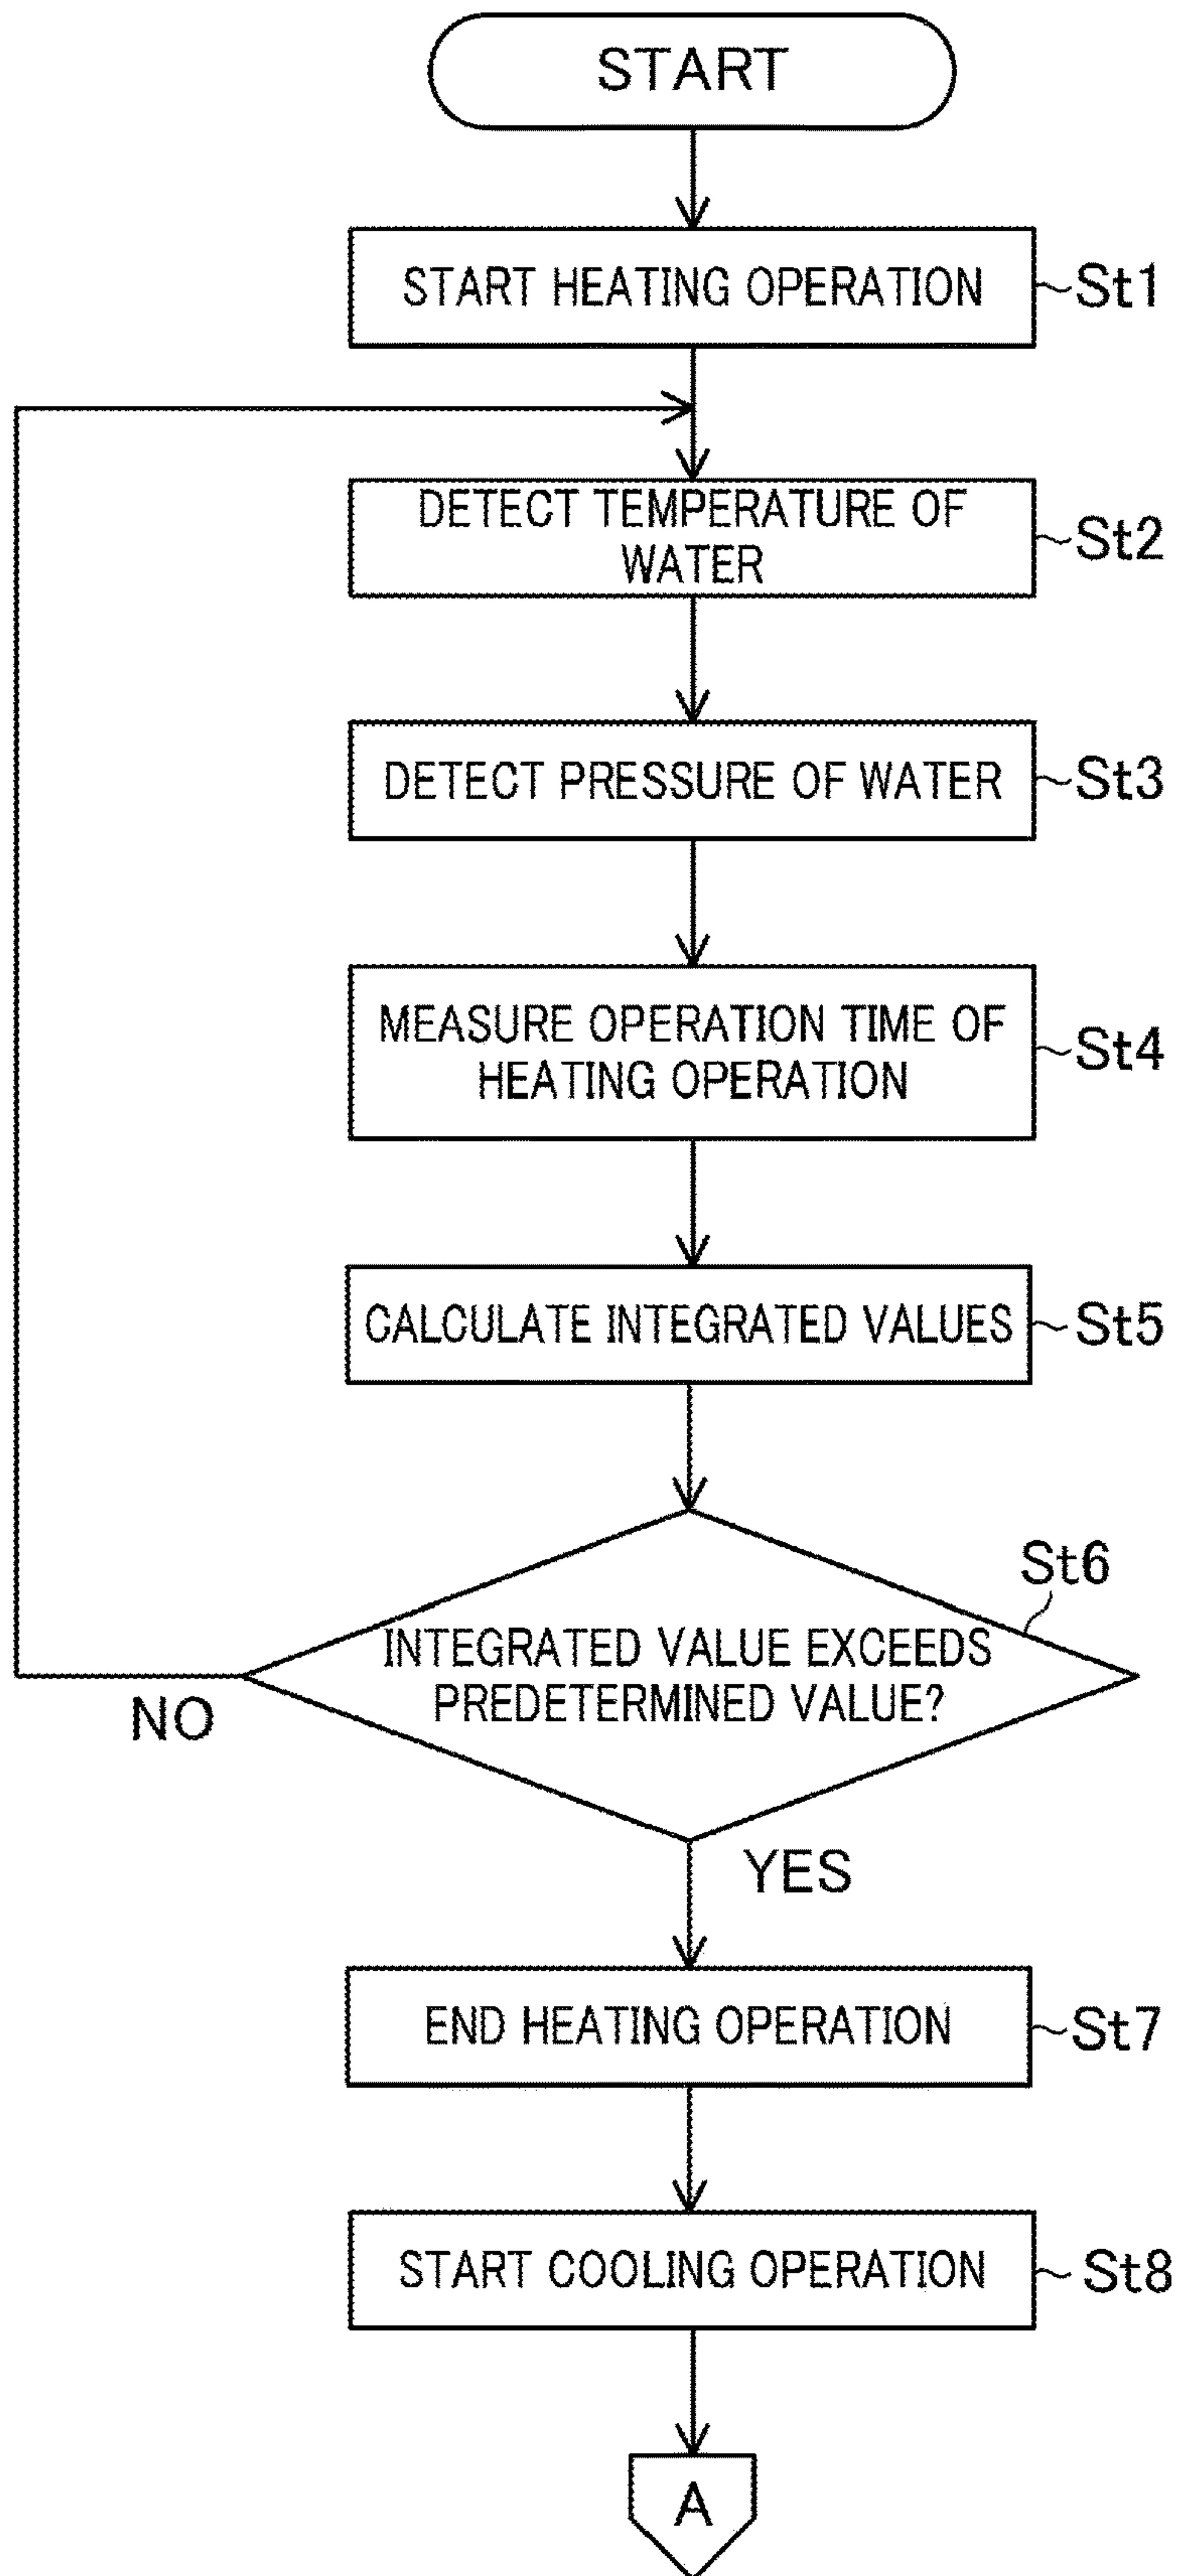 START
START HEATING OPERATION
St1
DETECT TEMPERATURE OF
WATER
St2
DETECT PRESSURE OF WATER
St3
MEASURE OPERATION TIME OF
HEATING OPERATION
St4
CALCULATE INTEGRATED VALUES
St5
St6
INTEGRATED VALUE EXCEEDS
PREDETERMINED VALUE?
NO
YES
END HEATING OPERATION
St7
START COOLING OPERATION
St8
A